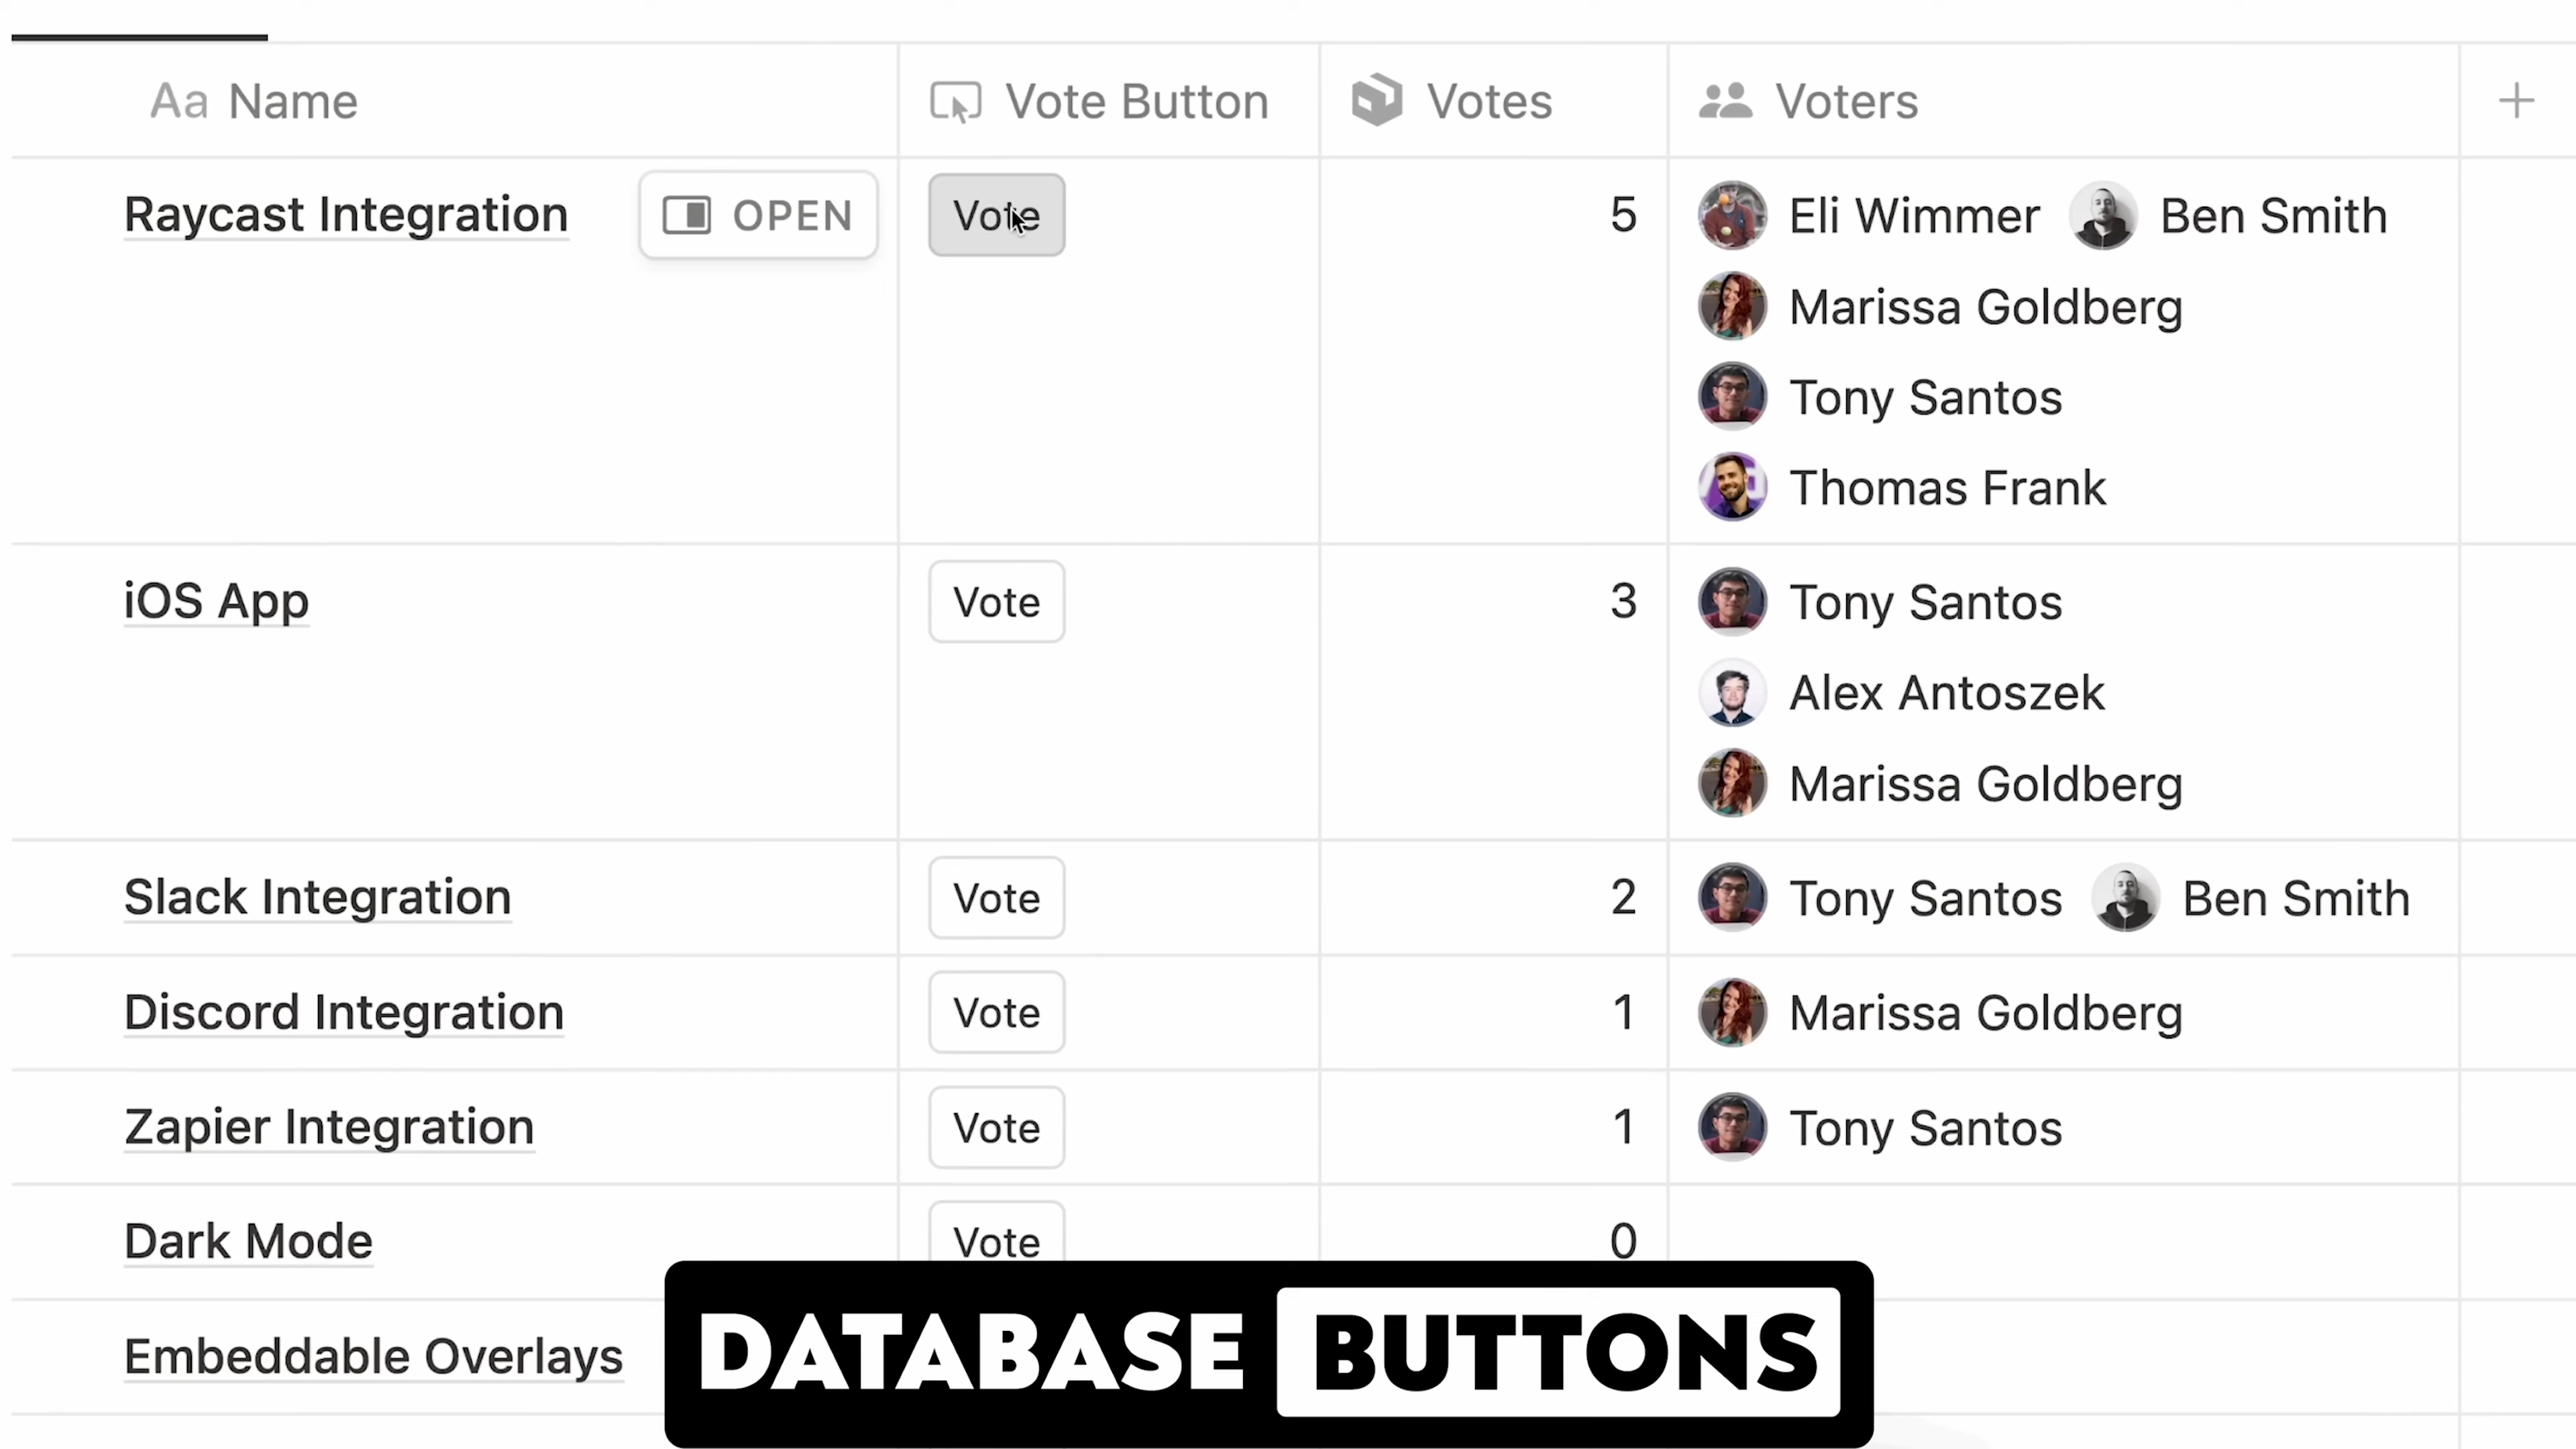 Aa Name Vote Button Votes Voters +
Raycast Integration OPEN Vote 5 Eli Wimmer Ben Smith
Marissa Goldberg
Tony Santos
Thomas Frank
iOS App Vote 3 Tony Santos
Alex Antoszek
Marissa Goldberg
Slack Integration Vote 2 Tony Santos Ben Smith
Discord Integration Vote 1 Marissa Goldberg
Zapier Integration Vote 1 Tony Santos
Dark Mode Vote 0
Embeddable Overlays
DATABASE BUTTONS